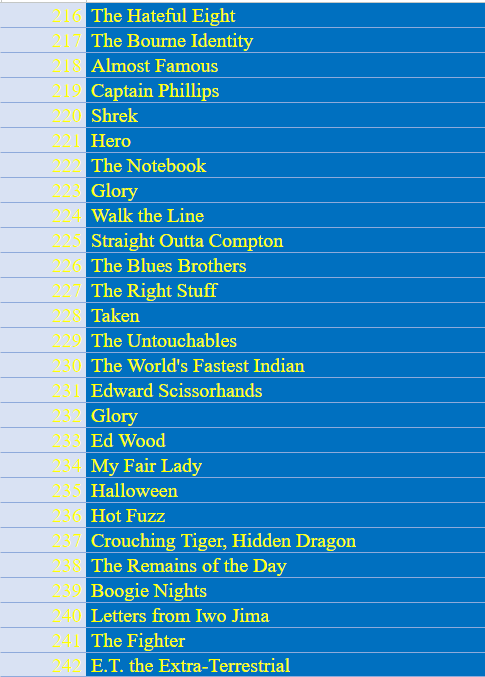 216 The Hateful Eight
217 The Bourne Identity
218 Almost Famous
219 Captain Phillips
220 Shrek
221 Hero
222 The Notebook
223 Glory
224 Walk the Line
225 Straight Outta Compton
226 The Blues Brothers
227 The Right Stuff
228 Taken
229 The Untouchables
230 The World's Fastest Indian
231 Edward Scissorhands
232 Glory
233 Ed Wood
234 My Fair Lady
235 Halloween
236 Hot Fuzz
237 Crouching Tiger, Hidden Dragon
238 The Remains of the Day
239 Boogie Nights
240 Letters from Iwo Jima
241 The Fighter
242 E.T. the Extra-Terrestrial